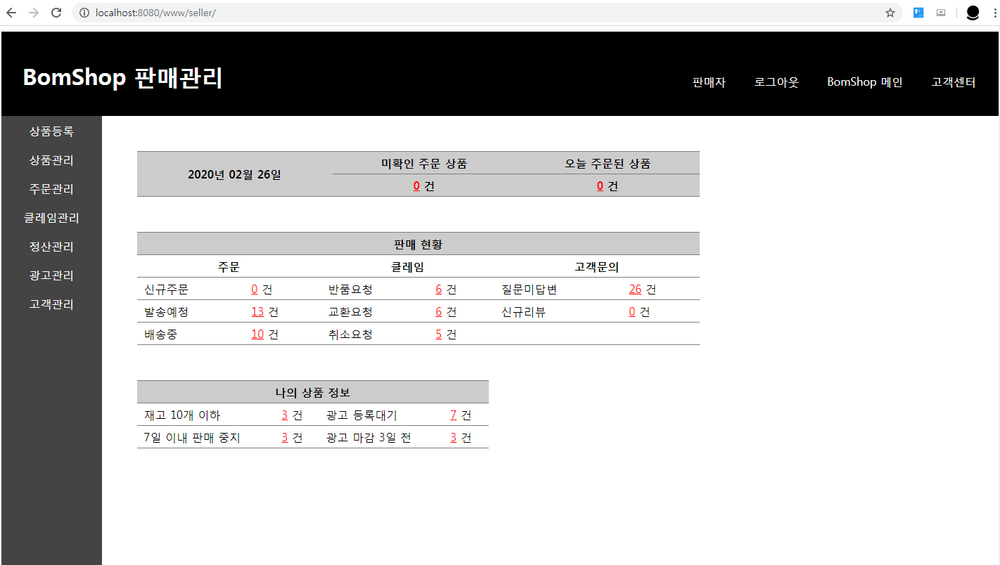 localhost:8080/www/seller/
BomShop 판매관리
판매자 로그아웃 BomShop 메인 고객센터
상품등록
상품관리
주문관리
클레임관리
정산관리
광고관리
고객관리
2020년 02월 26일 미확인 주문 상품 오늘 주문된 상품
0 건 0 건
판매 현황
주문 클레임 고객문의
신규주문 0 건 반품요청 6 건 질문미답변 26 건
발송예정 13 건 교환요청 6 건 신규리뷰 0 건
배송중 10 건 취소요청 5 건
나의 상품 정보
재고 10개 이하 3 건 광고 등록대기 7 건
7일 이내 판매 중지 3 건 광고 마감 3일 전 3 건